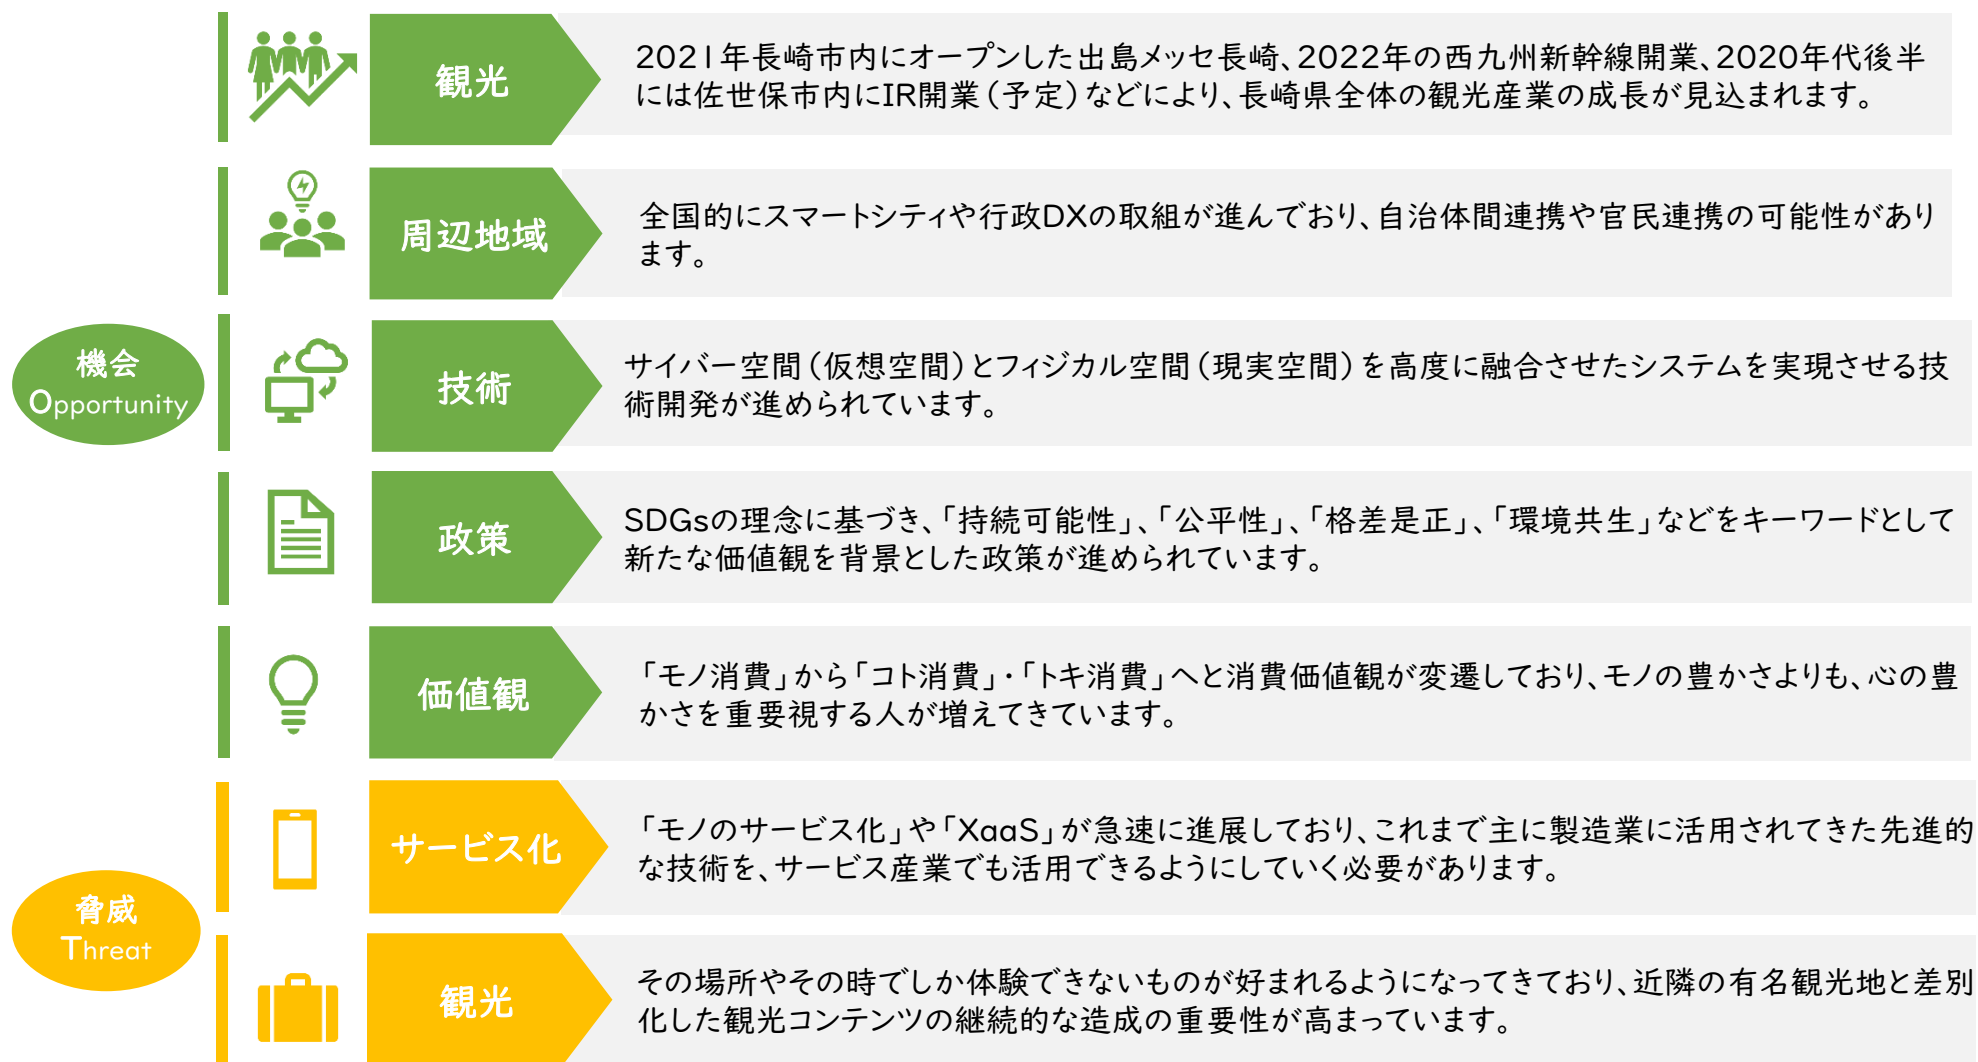 観光
2021年長崎市内にオープンした出島メッセ長崎、2022年の西九州新幹線開業、2020年代後半
には佐世保市内にIR開業(予定)などにより、長崎県全体の観光産業の成長が見込まれます。
周辺地域
全国的にスマートシティや行政DXの取組が進んでおり、自治体間連携や官民連携の可能性があり
ます。
機会
Opportunity
技術
サイバー空間(仮想空間)とフィジカル空間(現実空間)を高度に融合させたシステムを実現させる技
術開発が進められています。
政策
SDGsの理念に基づき、「持続可能性」、「公平性」、「格差是正」、「環境共生」などをキーワードとして
新たな価値観を背景とした政策が進められています。
価値観
「モノ消費」から「コト消費」・「トキ消費」へと消費価値観が変遷しており、モノの豊かさよりも、心の豊
かさを重要視する人が増えてきています。
サービス化
「モノのサービス化」や「XaaS」が急速に進展しており、これまで主に製造業に活用されてきた先進的
な技術を、サービス産業でも活用できるようにしていく必要があります。
脅威
Threat
観光
その場所やその時でしか体験できないものが好まれるようになってきており、近隣の有名観光地と差別
化した観光コンテンツの継続的な造成の重要性が高まっています。